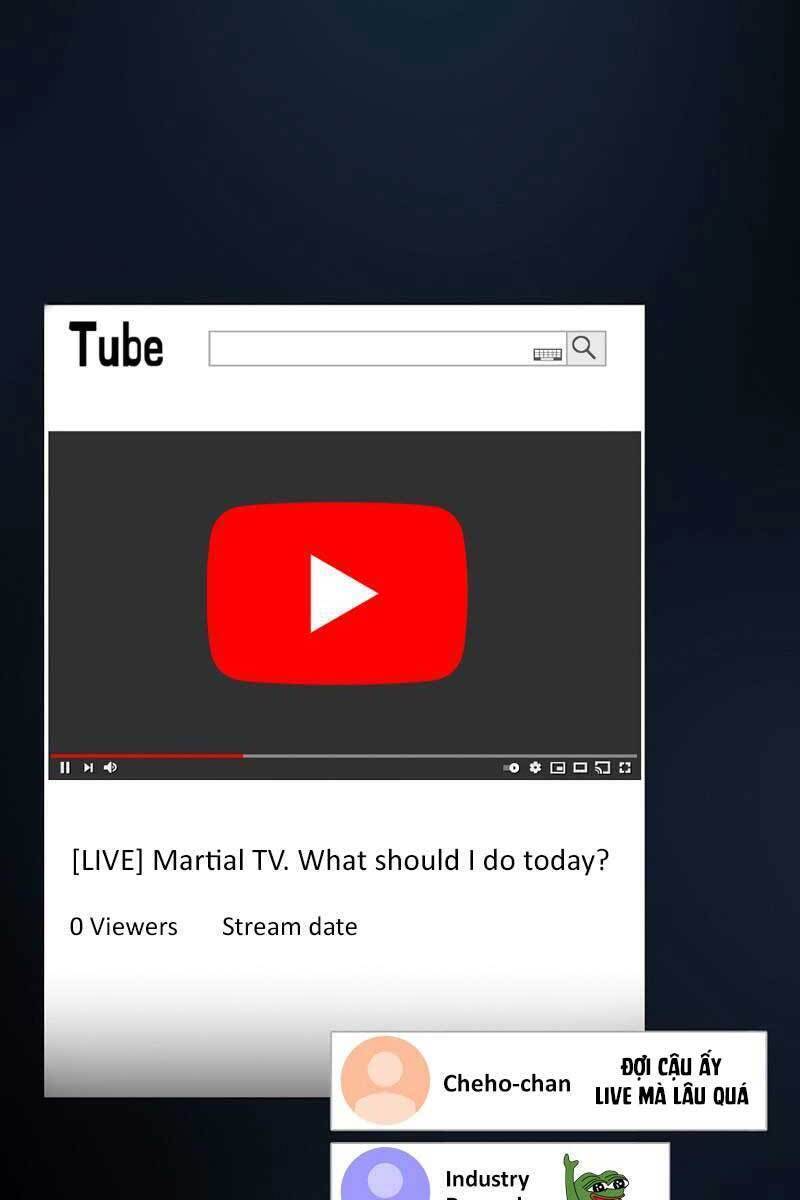 Tube
[LIVE] Martial TV. What should I do today?
0 Viewers Stream date
Cheho-chan
ĐỢI CẬU ẤY
LIVE MÀ LÂU QUÁ
Industry